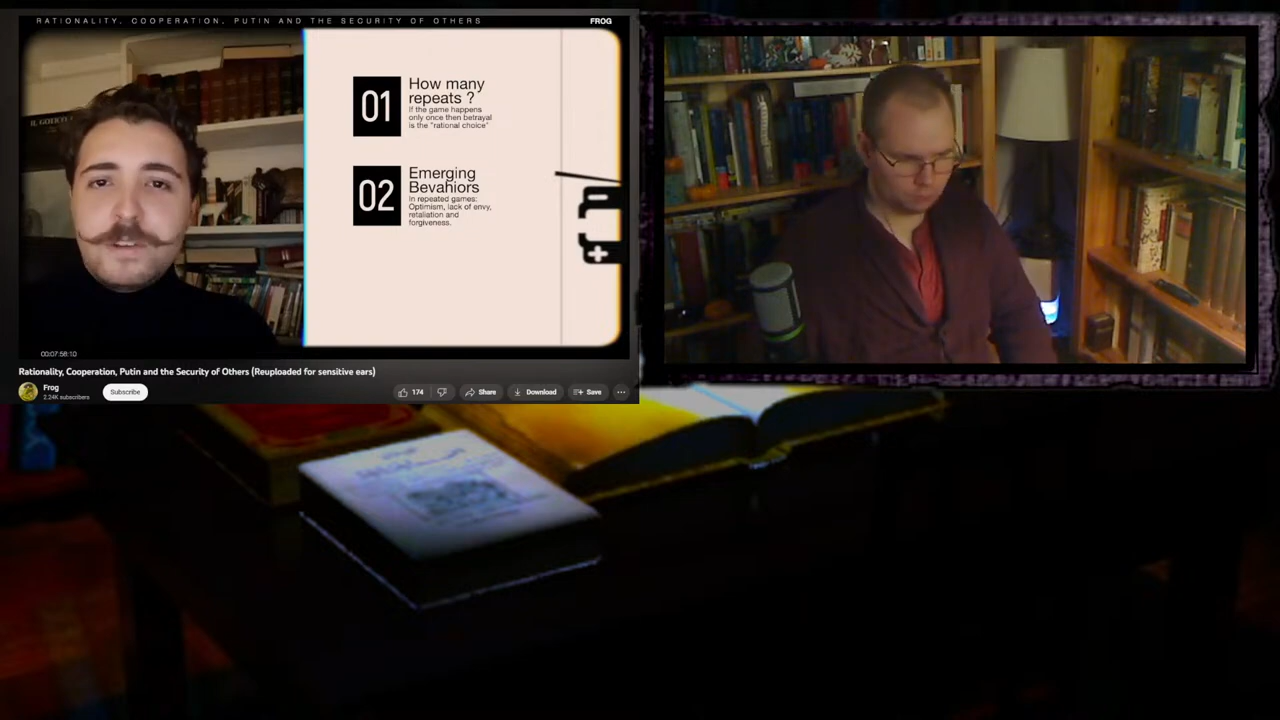 RATIONALITY, COOPERATION, PUTIN AND THE SECURITY OF OTHERS
FROG
IL GOTICO
01
How many
repeats ?
If the game happens
only once then betrayal
is the "rational choice"
02
Emerging
Bevahiors
In repeated games:
Optimism, lack of envy,
retaliation and
forgiveness.
00:07:58:10
Rationality, Cooperation, Putin and the Security of Others (Reuploaded for sensitive ears)
Frog
2.24K subscribers
Subscribe
174
Share
Download
Save